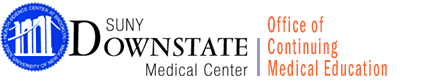 SUNY
DOWNSTATE
Medical Center
Office of
Continuing
Medical Education